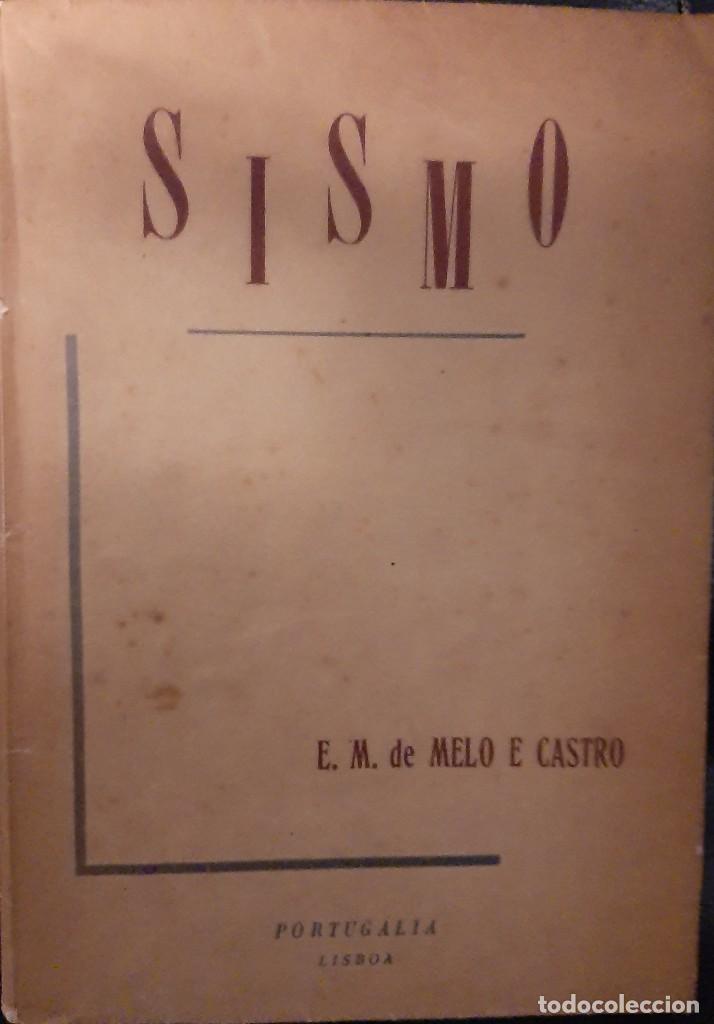 SISMO
E. M. de MELO E CASTRO
PORTUGALIA
LISBOA
todocoleccion